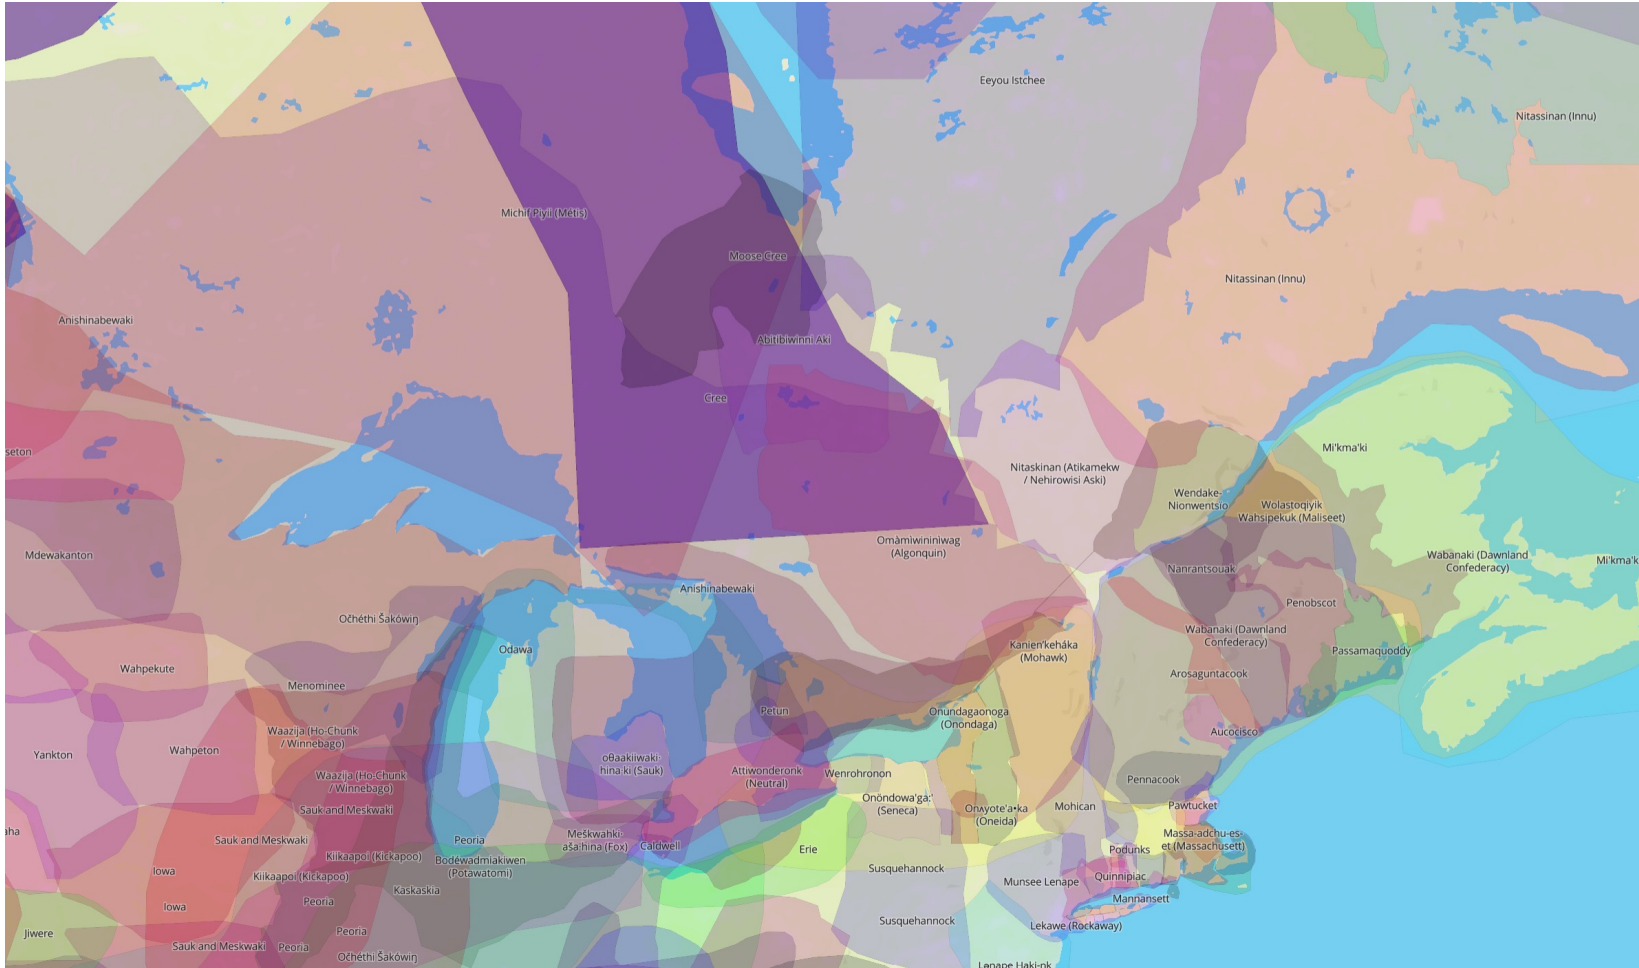 Eeyou Istchee
Nitassinan (Innu)
Michif Piyii (Métis)
Moose Cree
Nitassinan (Innu)
Anishinabewaki
Abitibiwinni Aki
Cree
seton
Mi'kma'ki
Nitaskinan (Atikamekw
/ Nehirowisi Aski)
Wendake-
Nionwentsïo
Wolastoqiyik
Wahsipekuk (Maliseet)
Mdewakanton
Omàmiwininiwag
(Algonquin)
Wabanaki (Dawnland
Confederacy)
Mi'kma'k
Nanrantsouak
Anishinabewaki
Penobscot
Očhéthi Šakówiŋ
Odawa
Kanien'kehá:ka
(Mohawk)
Wabanaki (Dawnland
Confederacy)
Passamaquoddy
Wahpekute
Menominee
Arosaguntacook
Petun
Onundagaonoga
(Onondaga)
Aucocisco
Waazija (Ho-Chunk
/ Winnebago)
Yankton
Wahpeton
oθaakiiwaki-
hina·ki (Sauk)
Attiwonderonk
(Neutral)
Wenrohronon
Waazija (Ho-Chunk
/ Winnebago)
Pennacook
Onöndowa'ga:'
(Seneca)
Onʌyote'a•ka
(Oneida)
Mohican
Pawtucket
Sauk and Meskwaki
aha
Sauk and Meskwaki
Peoria
Meškwahki·
aša·hina (Fox)
Caldwell
Erie
Massa-adchu-es-
et (Massachusett)
Podunks
Kiikaapoi (Kickapoo)
Bodéwadmiakiwen
(Potawatomi)
Iowa
Kiikaapoi (Kickapoo)
Kaskaskia
Susquehannock
Munsee Lenape
Quinnipiac
Peoria
Mannansett
Iowa
Susquehannock
Lekawe (Rockaway)
Jiwere
Peoria
Sauk and Meskwaki
Peoria
Očhéthi Šakówiŋ
Lənape Haki-nk